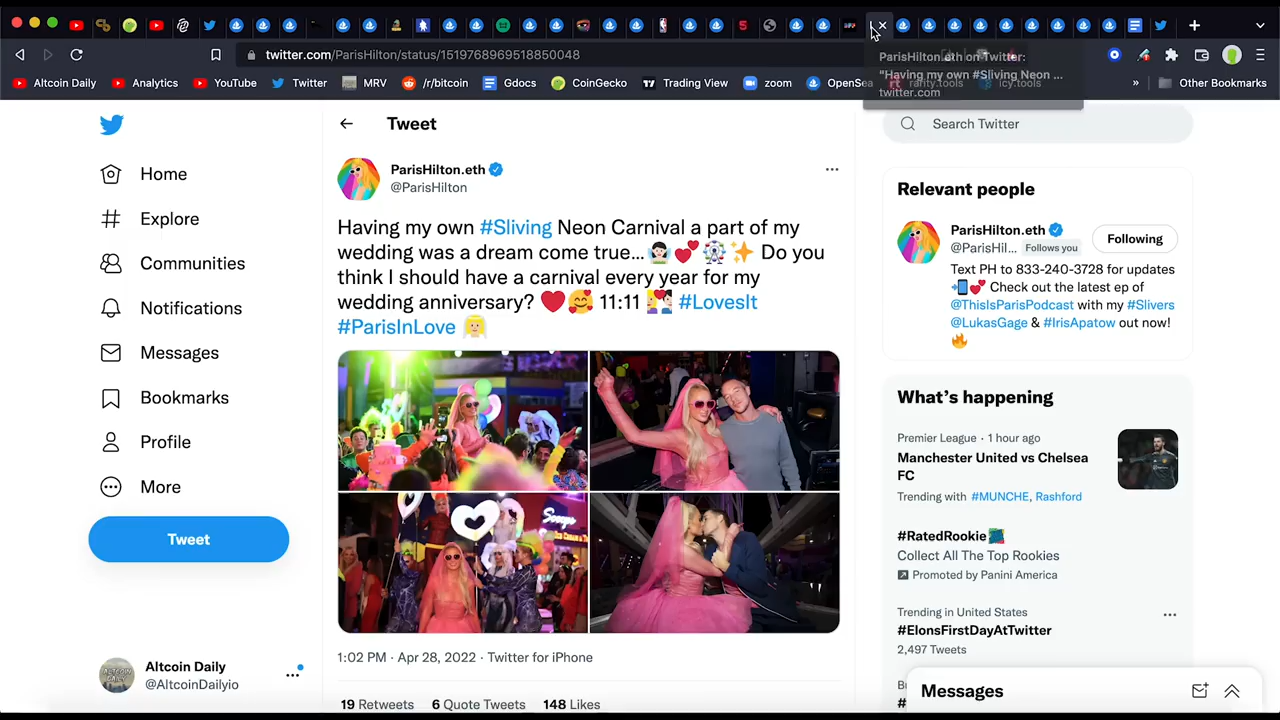 twitter.com/ParisHilton/status/1519768969518850048
Altcoin Daily
Analytics
YouTube
Twitter
MRV
r/bitcoin
Gdocs
CoinGecko
Trading View
zoom
OpenSea
rarity.tools
icy.tools
»
Other Bookmarks
ParisHilton.eth on Twitter:
"Having my own #Sliving Neon ...
twitter.com
Home
Explore
Communities
Notifications
Messages
Bookmarks
Profile
More
Tweet
Altcoin Daily
@AltcoinDailyio
Tweet
ParisHilton.eth
@ParisHilton
Having my own #Sliving Neon Carnival a part of my
wedding was a dream come true...🧛🏻‍♀️💕🎡✨ Do you
think I should have a carnival every year for my
wedding anniversary? ❤️🥰 11:11 #LovesIt
#ParisInLove 👰🏼
1:02 PM · Apr 28, 2022 · Twitter for iPhone
19 Retweets 6 Quote Tweets 148 Likes
Search Twitter
Relevant people
ParisHilton.eth
@ParisHil... Follows you
Following
Text PH to 833-240-3728 for updates
📲💕 Check out the latest ep of
@ThisIsParisPodcast with my #Slivers
@LukasGage & #IrisApatow out now!
🔥
What's happening
Premier League · 1 hour ago
Manchester United vs Chelsea
FC
Trending with #MUNCHE, Rashford
#RatedRookie
Collect All The Top Rookies
Promoted by Panini America
Trending in United States
#ElonsFirstDayAtTwitter
2,497 Tweets
Messages